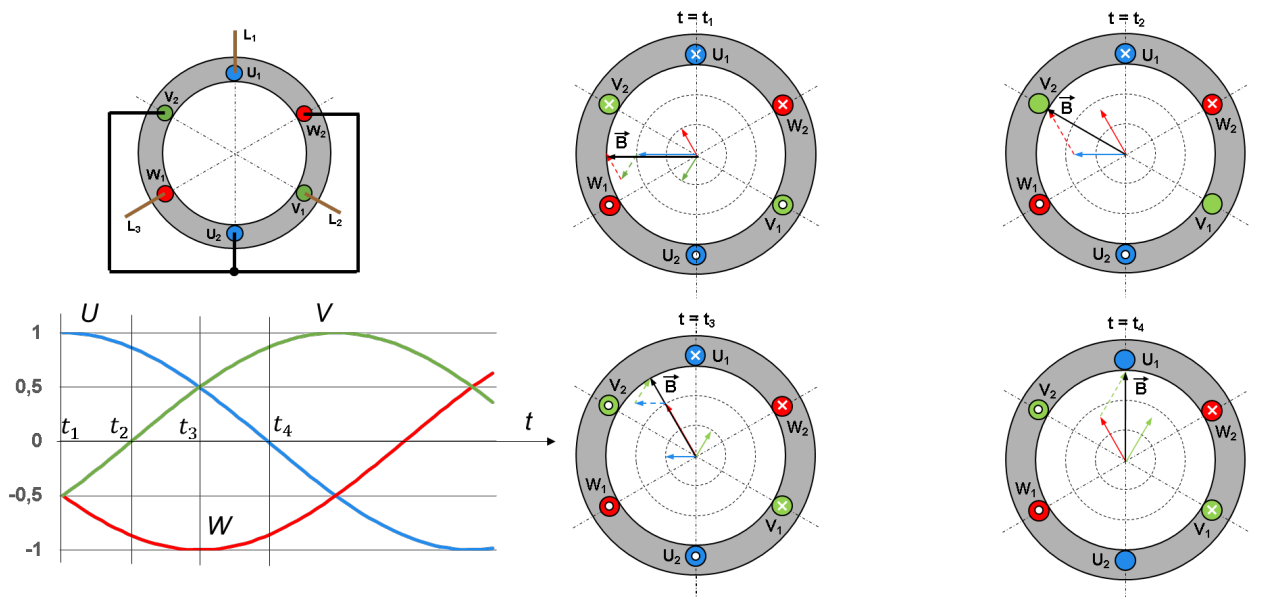 L1
U1
V2
W2
W1
V1
L3
L2
U2
U
V
1
0,5
t1
t2
t3
t4
t
0
-0,5
W
-1
t = t1
U1
V2
W2
B
W1
V1
U2
t = t2
U1
V2
B
W2
W1
V1
U2
t = t3
U1
V2
B
W2
W1
V1
U2
t = t4
U1
V2
B
W2
W1
V1
U2